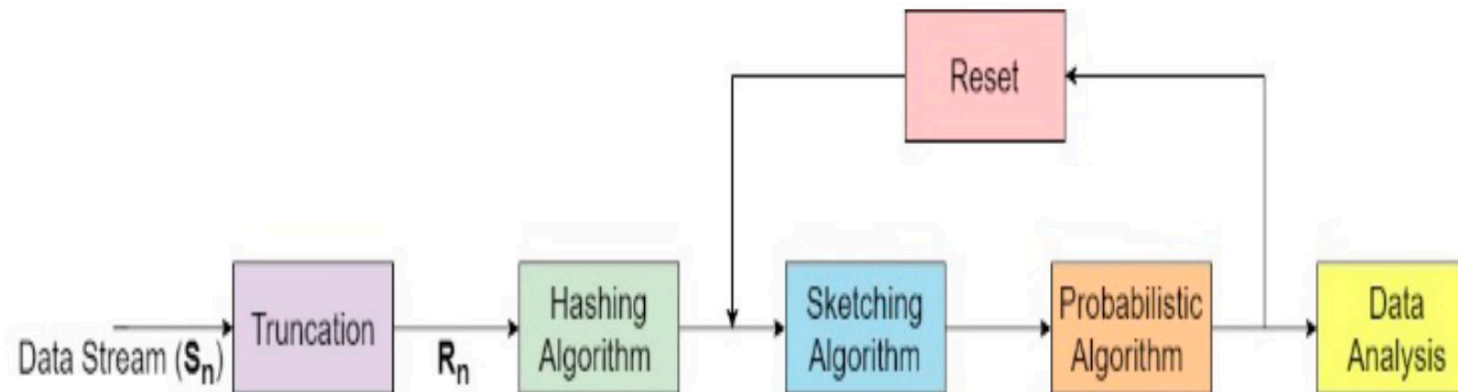 Reset
Data Stream (Sn)
Truncation
Rn
Hashing
Algorithm
Sketching
Algorithm
Probabilistic
Algorithm
Data
Analysis